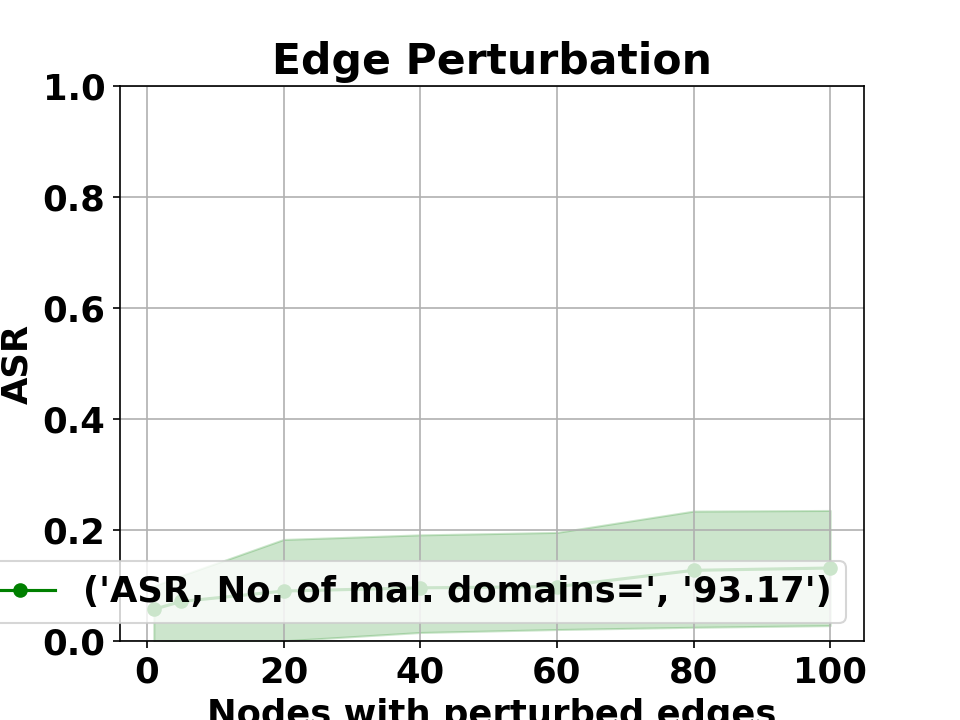 Edge Perturbation
1.0
0.8
0.6
0.4
0.2
0.0
ASR
('ASR, No. of mal. domains=', '93.17')
0 20 40 60 80 100
Nodes with perturbed edges